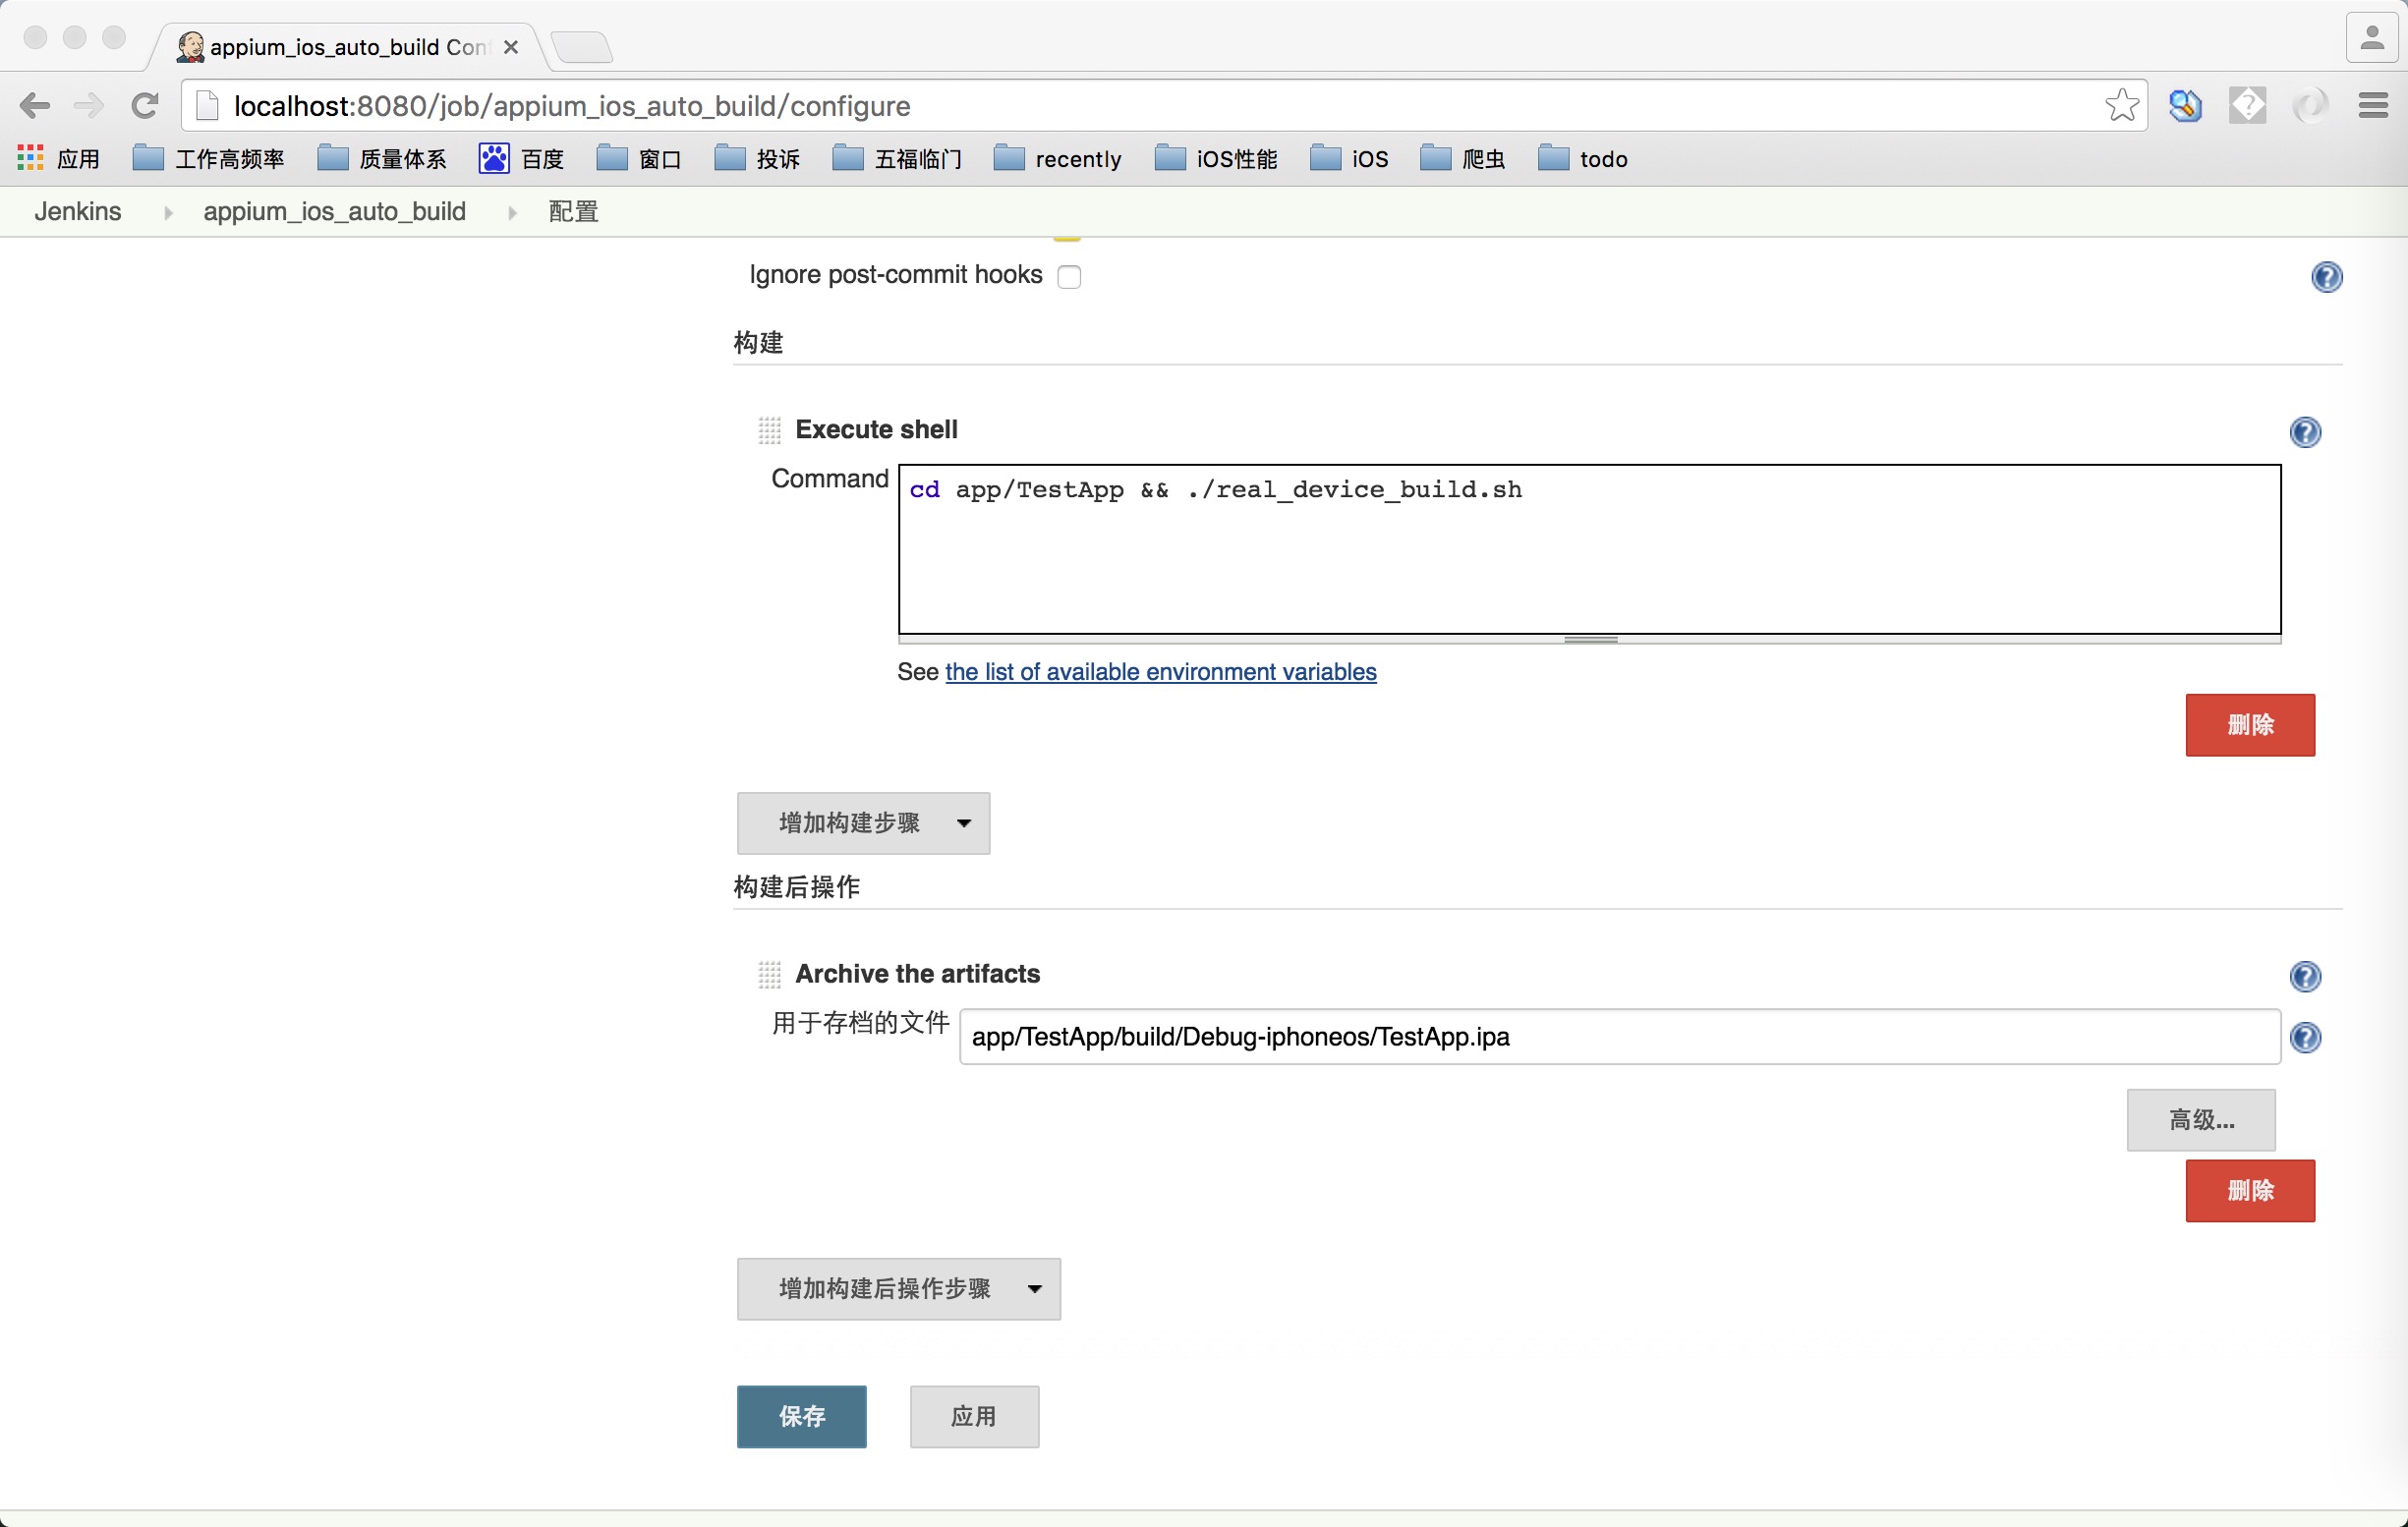 appium_ios_auto_build Con
localhost:8080/job/appium_ios_auto_build/configure
应用 工作高频率 质量体系 百度 窗口 投诉 五福临门 recently iOS性能 iOS 爬虫 todo
Jenkins appium_ios_auto_build 配置
Ignore post-commit hooks
构建
Execute shell
Command cd app/TestApp && ./real_device_build.sh
See the list of available environment variables
删除
增加构建步骤
构建后操作
Archive the artifacts
用于存档的文件 app/TestApp/build/Debug-iphoneos/TestApp.ipa
高级...
删除
增加构建后操作步骤
保存 应用